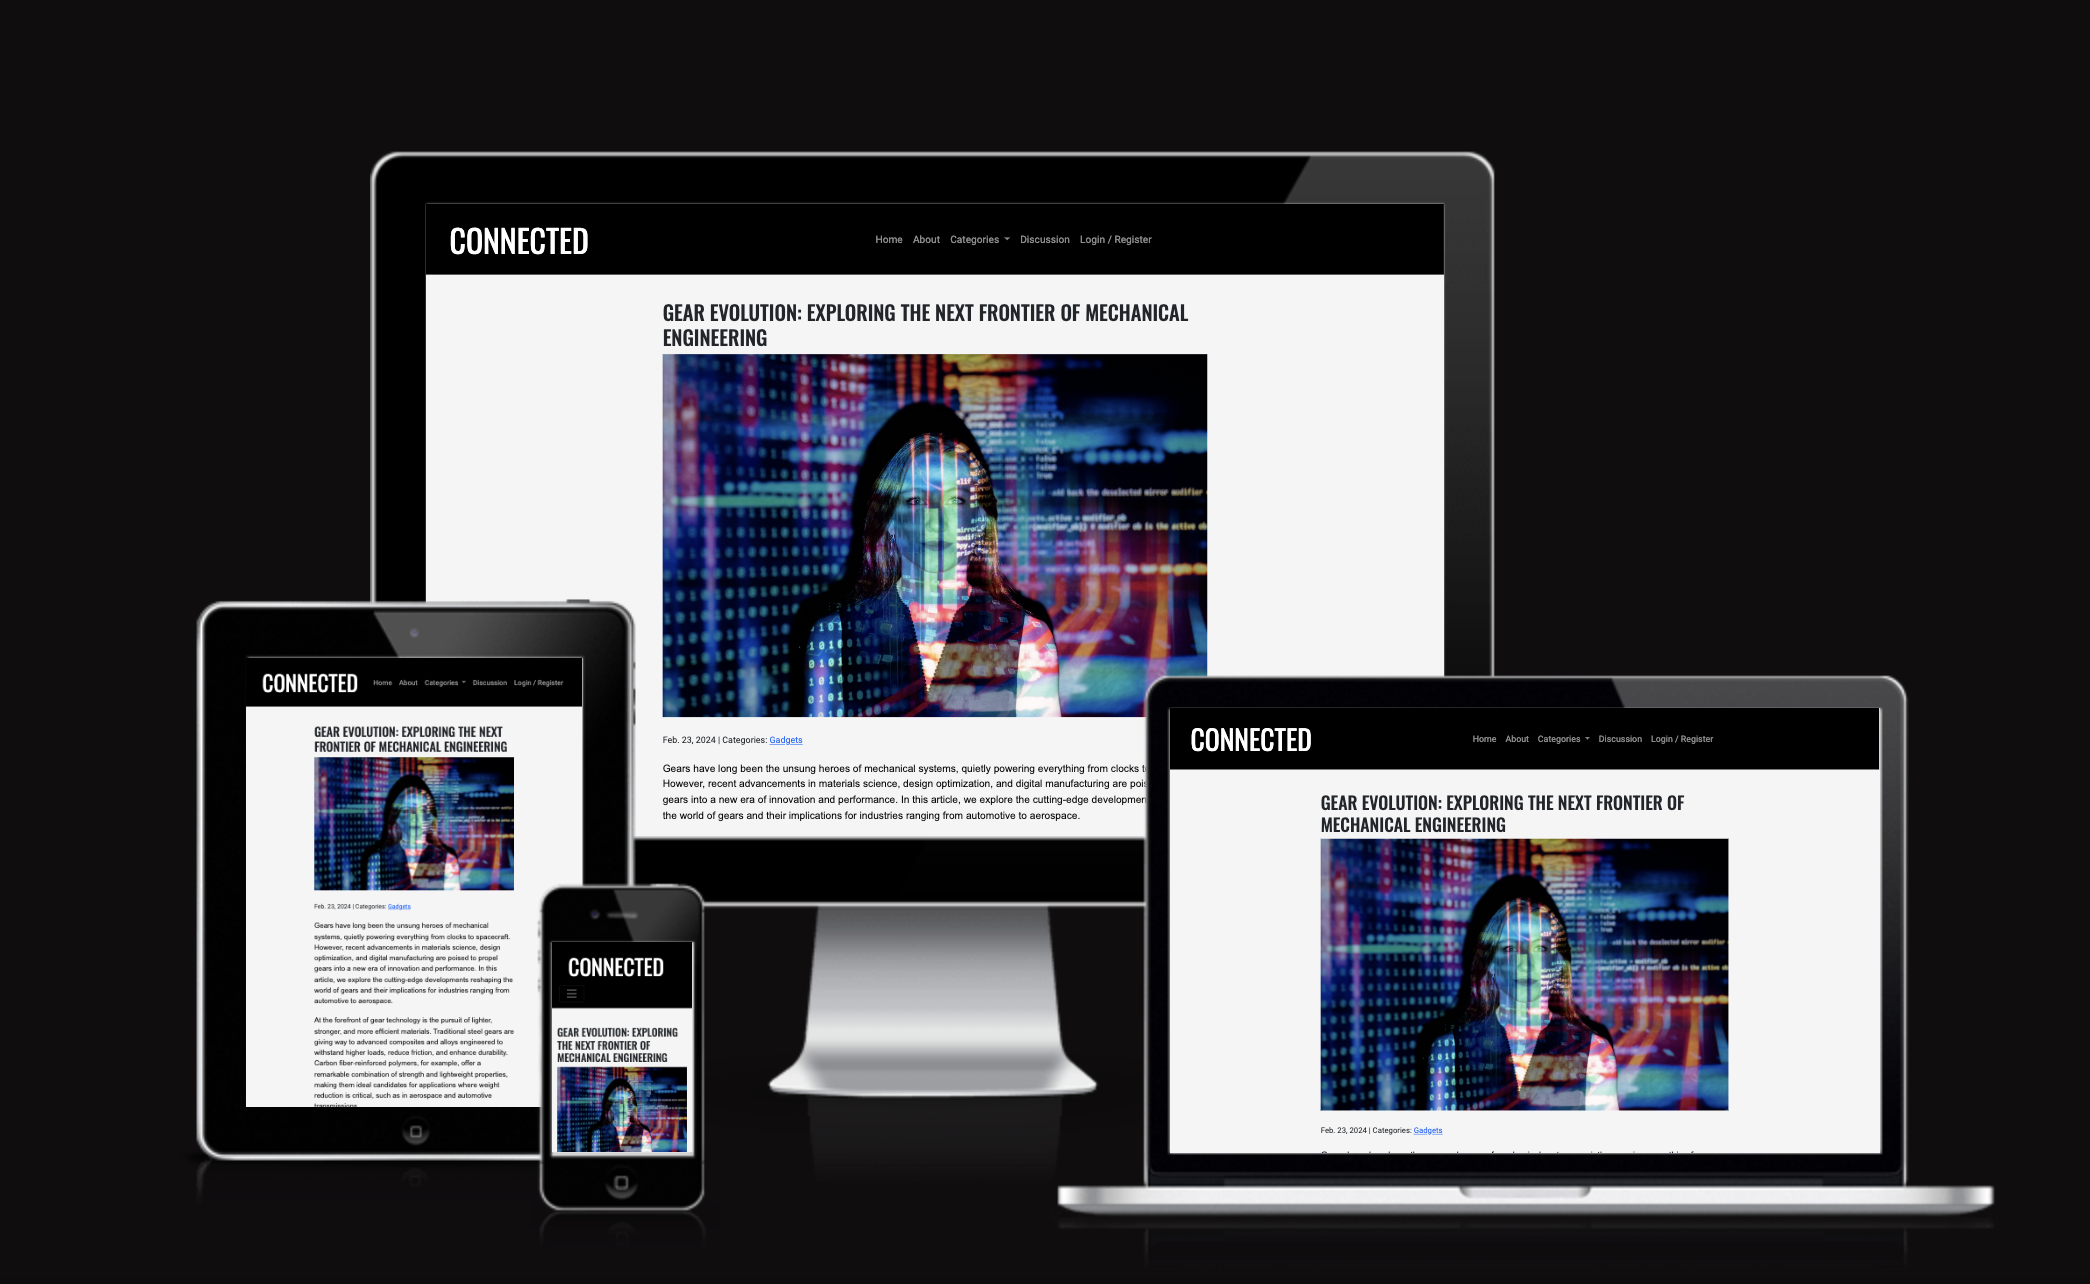 CONNECTED
Home About Categories Discussion Login / Register
GEAR EVOLUTION: EXPLORING THE NEXT FRONTIER OF MECHANICAL
ENGINEERING
Feb. 23, 2024 | Categories: Gadgets
Gears have long been the unsung heroes of mechanical systems, quietly powering everything from clocks
However, recent advancements in materials science, design optimization, and digital manufacturing are
gears into a new era of innovation and performance. In this article, we explore the cutting-edge
the world of gears and their implications for industries ranging from automotive to aerospace.
CONNECTED
Home About Categories Discussion Login / Register
GEAR EVOLUTION: EXPLORING THE NEXT
FRONTIER OF MECHANICAL ENGINEERING
Feb. 23, 2024 | Categories: Gadgets
Gears have long been the unsung heroes of mechanical
systems, quietly powering everything from clocks to spacecraft.
However, recent advancements in materials science, design
optimization, and digital manufacturing are poised to propel
gears into a new era of innovation and performance. In this
article, we explore the cutting-edge developments reshaping the
world of gears and their implications for industries ranging from
automotive to aerospace.
At the forefront of gear technology is the pursuit of lighter,
stronger, and more efficient materials. Traditional steel gears are
giving way to advanced composites and alloys engineered to
withstand higher loads, reduce friction, and enhance durability.
Carbon fiber-reinforced polymers, for example, offer a
remarkable combination of strength and lightweight properties,
making them ideal candidates for applications where weight
reduction is critical, such as in aerospace and automotive
CONNECTED
GEAR EVOLUTION: EXPLORING
THE NEXT FRONTIER OF
MECHANICAL ENGINEERING
CONNECTED
Home About Categories Discussion Login / Register
GEAR EVOLUTION: EXPLORING THE NEXT FRONTIER OF
MECHANICAL ENGINEERING
Feb. 23, 2024 | Categories: Gadgets